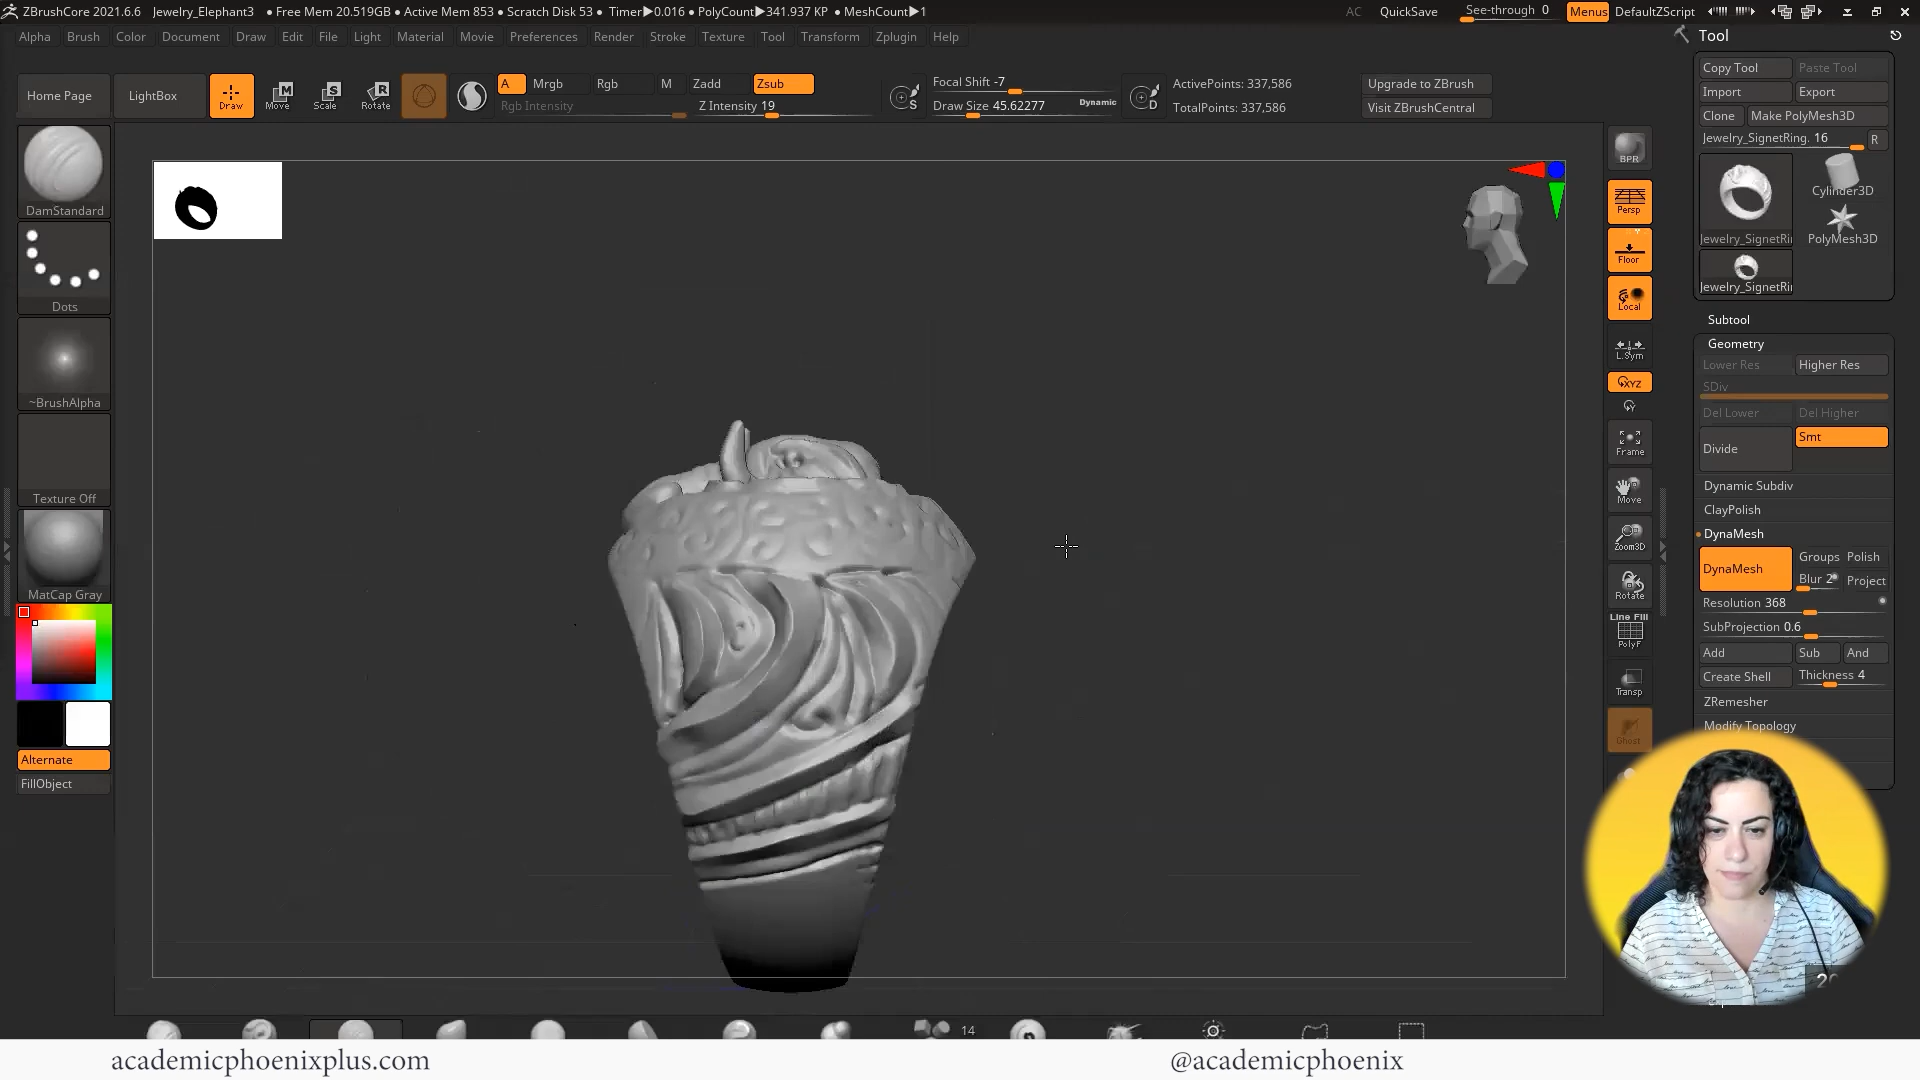 ZBrushCore 2021.6.6 Jewelry_Elephant3 ● Free Mem 20.519GB ● Active Mem 853 ● Scratch Disk 53 ● Timer▶0.016 ● PolyCount▶341.937 KP ● MeshCount▶1 AC QuickSave See-through 0 Menus DefaultZScript
Alpha Brush Color Document Draw Edit File Light Material Movie Preferences Render Stroke Texture Tool Transform Zplugin Help
Home Page LightBox Draw Move Scale Rotate
A Mrgb Rgb M Zadd Zsub
Rgb Intensity Z Intensity 19
Focal Shift -7
Draw Size 45.62277 Dynamic
S D
ActivePoints: 337,586
TotalPoints: 337,586
Upgrade to ZBrush
Visit ZBrushCentral
DamStandard
Dots
~BrushAlpha
Texture Off
MatCap Gray
Alternate
FillObject
BPR
Persp
Floor
Local
L.Sym
XYZ
Frame
Move
Zoom3D
Rotate
Line Fill
PolyF
Transp
Ghost
Tool
Copy Tool Paste Tool
Import Export
Clone Make PolyMesh3D
Jewelry_SignetRing. 16 R
Cylinder3D
Jewelry_SignetRi PolyMesh3D
Jewelry_SignetRi
Subtool
Geometry
Lower Res Higher Res
SDiv
Del Lower Del Higher
Divide Smt
Dynamic Subdiv
ClayPolish
DynaMesh
DynaMesh Groups Polish
Blur 2 Project
Resolution 368
SubProjection 0.6
Add Sub And
Create Shell Thickness 4
ZRemesher
Modify Topology
14
academicphoenixplus.com @academicphoenix